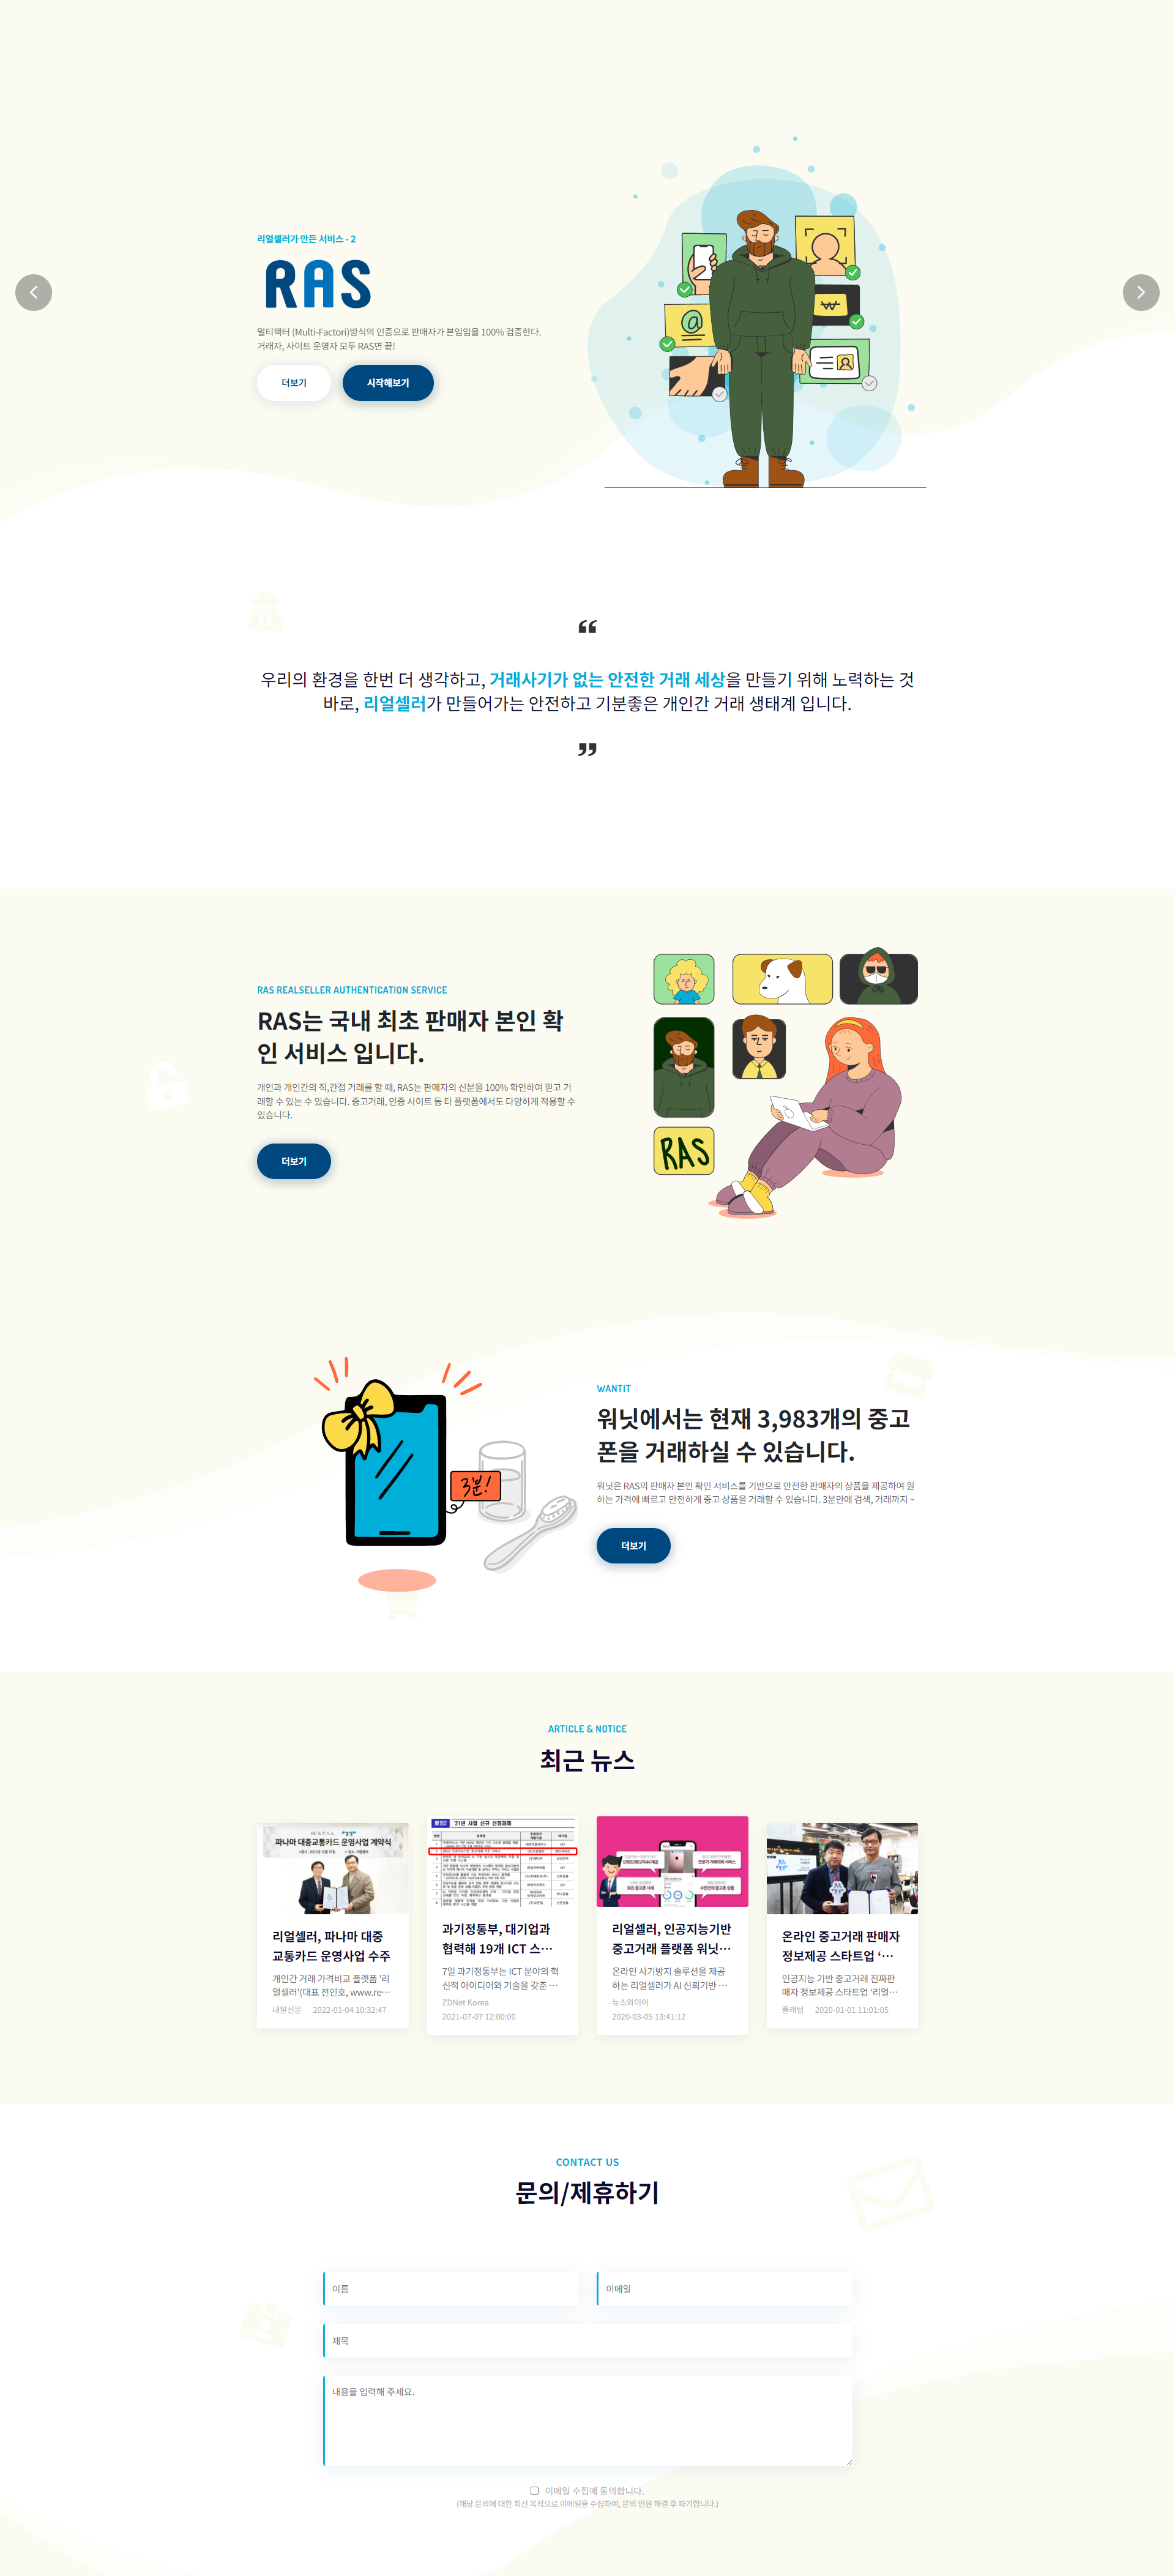 리얼셀러가 만든 서비스 - 2
RAS
멀티팩터 (Multi-Factori)방식의 인증으로 판매자가 본임임을 100% 검증한다.
거래자, 사이트 운영자 모두 RAS면 끝!
더보기
시작해보기
@
₩
“
우리의 환경을 한번 더 생각하고, 거래사기가 없는 안전한 거래 세상을 만들기 위해 노력하는 것
바로, 리얼셀러가 만들어가는 안전하고 기분좋은 개인간 거래 생태계 입니다.
”
RAS REALSELLER AUTHENTICATION SERVICE
RAS는 국내 최초 판매자 본인 확
인 서비스 입니다.
개인과 개인간의 직,간접 거래를 할 때, RAS는 판매자의 신분을 100% 확인하여 믿고 거
래할 수 있는 수 있습니다. 중고거래, 인증 사이트 등 타 플랫폼에서도 다양하게 적용할 수
있습니다.
더보기
RAS
3분!
WANTIT
워닛에서는 현재 3,983개의 중고
폰을 거래하실 수 있습니다.
워닛은 RAS의 판매자 본인 확인 서비스를 기반으로 안전한 판매자의 상품을 제공하여 원
하는 가격에 빠르고 안전하게 중고 상품을 거래할 수 있습니다. 3분안에 검색, 거래까지 ~
더보기
ARTICLE & NOTICE
최근 뉴스
파나마 대중교통카드 운영사업 계약식
리얼셀러, 파나마 대중
교통카드 운영사업 수주
개인간 거래 가격비교 플랫폼 '리
얼셀러'(대표 전인호, www.re…
내일신문 2022-01-04 10:32:47
'21년 사업 신규 선정과제
과기정통부, 대기업과
협력해 19개 ICT 스…
7일 과기정통부는 ICT 분야의 혁
신적 아이디어와 기술을 갖춘 …
ZDNet Korea
2021-07-07 12:00:00
리얼셀러, 인공지능기반
중고거래 플랫폼 워닛…
온라인 사기방지 솔루션을 제공
하는 리얼셀러가 AI 신뢰기반 …
뉴스와이어
2020-03-05 13:41:12
온라인 중고거래 판매자
정보제공 스타트업 ‘…
인공지능 기반 중고거래 진짜판
매자 정보제공 스타트업 ‘리얼…
플래텀 2020-01-01 11:01:05
CONTACT US
문의/제휴하기
이름
이메일
제목
내용을 입력해 주세요.
이메일 수집에 동의합니다.
(해당 문의에 대한 회신 목적으로 이메일을 수집하며, 문의 민원 해결 후 파기합니다.)